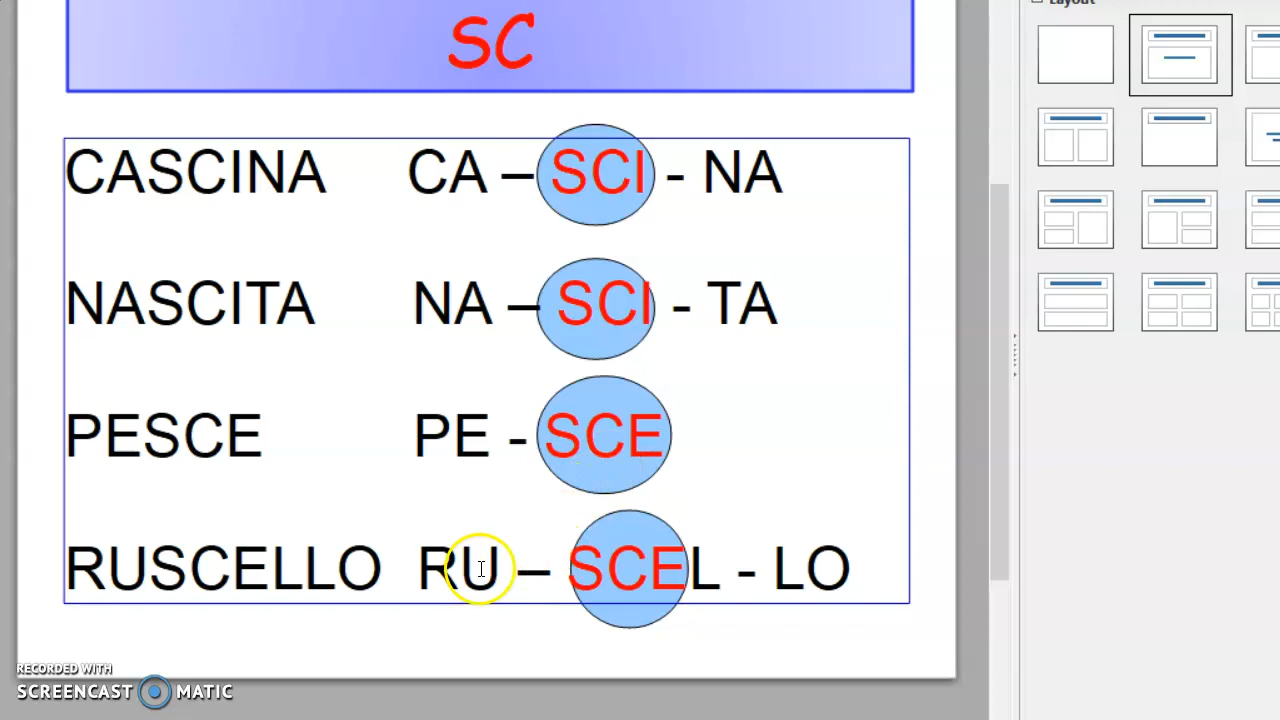 Layout
SC
CASCINA CA – SCI - NA
NASCITA NA – SCI - TA
PESCE PE - SCE
RUSCELLO RU – SCEL - LO
RECORDED WITH
SCREENCAST MATIC